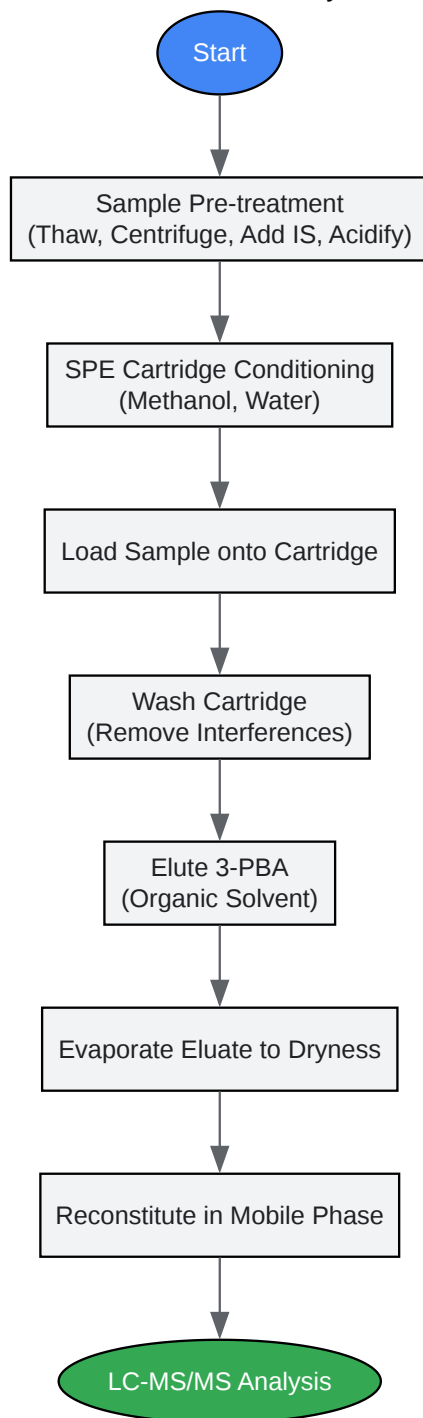 Start
Sample Pre-treatment
(Thaw, Centrifuge, Add IS, Acidify)
SPE Cartridge Conditioning
(Methanol, Water)
Load Sample onto Cartridge
Wash Cartridge
(Remove Interferences)
Elute 3-PBA
(Organic Solvent)
Evaporate Eluate to Dryness
Reconstitute in Mobile Phase
LC-MS/MS Analysis